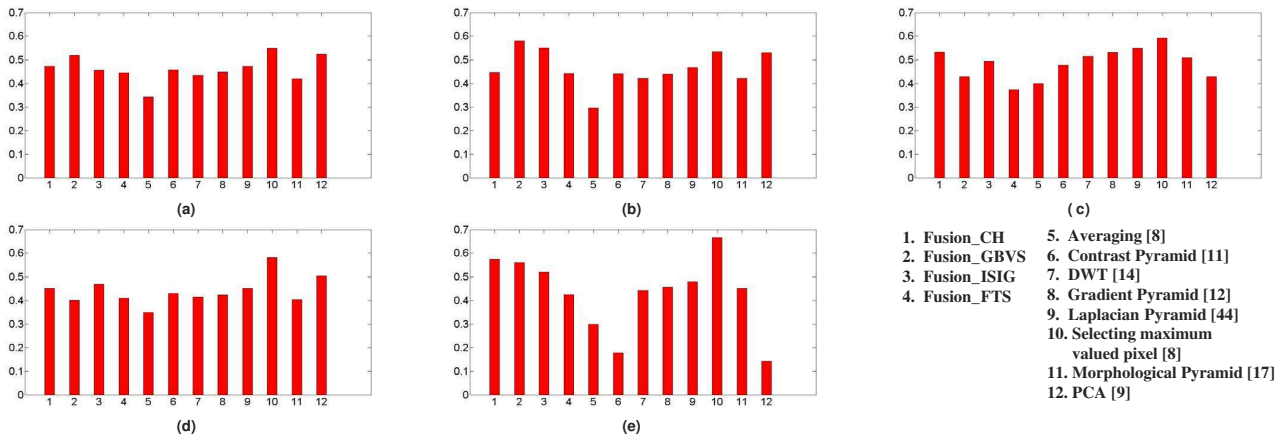 0.7
0.6
0.5
0.4
0.3
0.2
0.1
0
1 2 3 4 5 6 7 8 9 10 11 12
(a)
0.7
0.6
0.5
0.4
0.3
0.2
0.1
0
1 2 3 4 5 6 7 8 9 10 11 12
(b)
0.7
0.6
0.5
0.4
0.3
0.2
0.1
0
1 2 3 4 5 6 7 8 9 10 11 12
( c)
0.7
0.6
0.5
0.4
0.3
0.2
0.1
0
1 2 3 4 5 6 7 8 9 10 11 12
(d)
0.7
0.6
0.5
0.4
0.3
0.2
0.1
0
1 2 3 4 5 6 7 8 9 10 11 12
(e)
1. Fusion_CH
2. Fusion_GBVS
3. Fusion_ISIG
4. Fusion_FTS
5. Averaging [8]
6. Contrast Pyramid [11]
7. DWT [14]
8. Gradient Pyramid [12]
9. Laplacian Pyramid [44]
10. Selecting maximum
valued pixel [8]
11. Morphological Pyramid [17]
12. PCA [9]